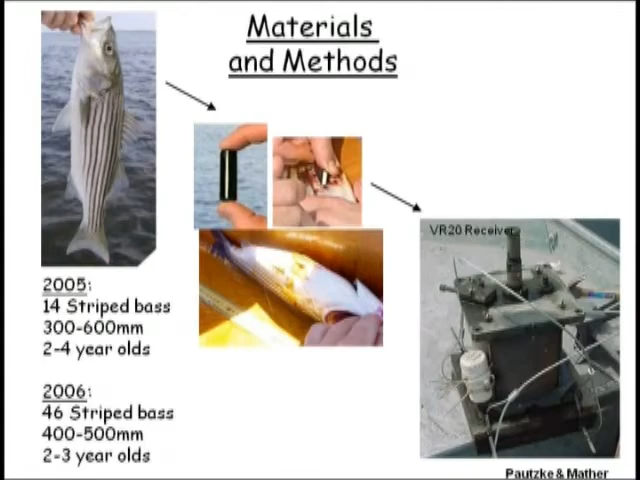 Materials
and Methods
VR20 Receiver
2005:
14 Striped bass
300-600mm
2-4 year olds
2006:
46 Striped bass
400-500mm
2-3 year olds
Pautzke & Mather